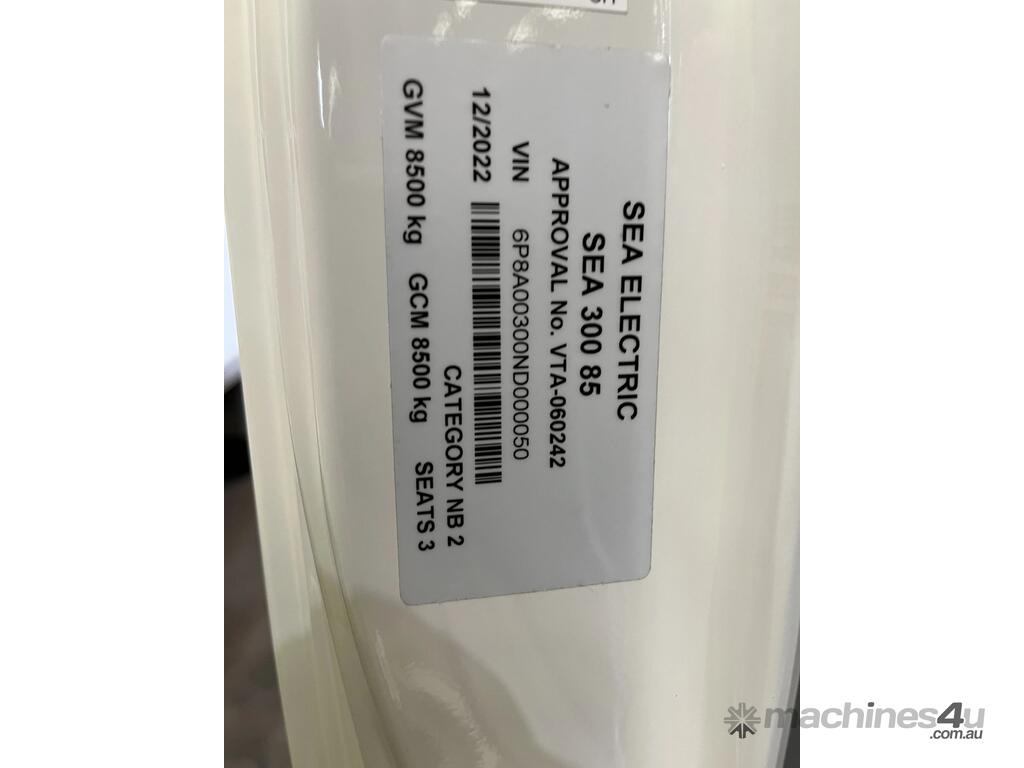 SEA ELECTRIC
SEA 300 85
APPROVAL No. VTA-060242
VIN 6P8A00300ND000050
12/2022
CATEGORY NB 2
GVM 8500 kg GCM 8500 kg SEATS 3
machines4u
.com.au